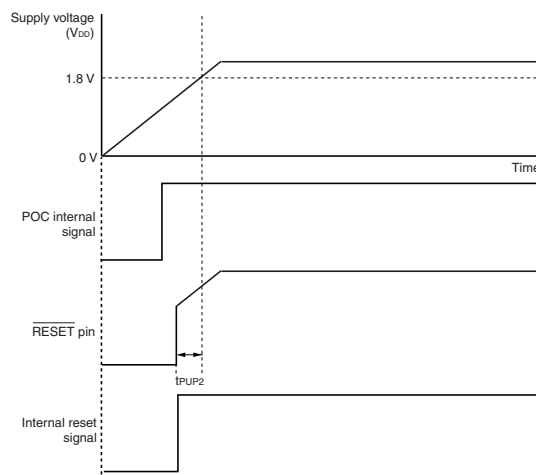 Supply voltage
(VDD)
1.8 V
0 V
Time
POC internal
signal
RESET pin
tPUP2
Internal reset
signal